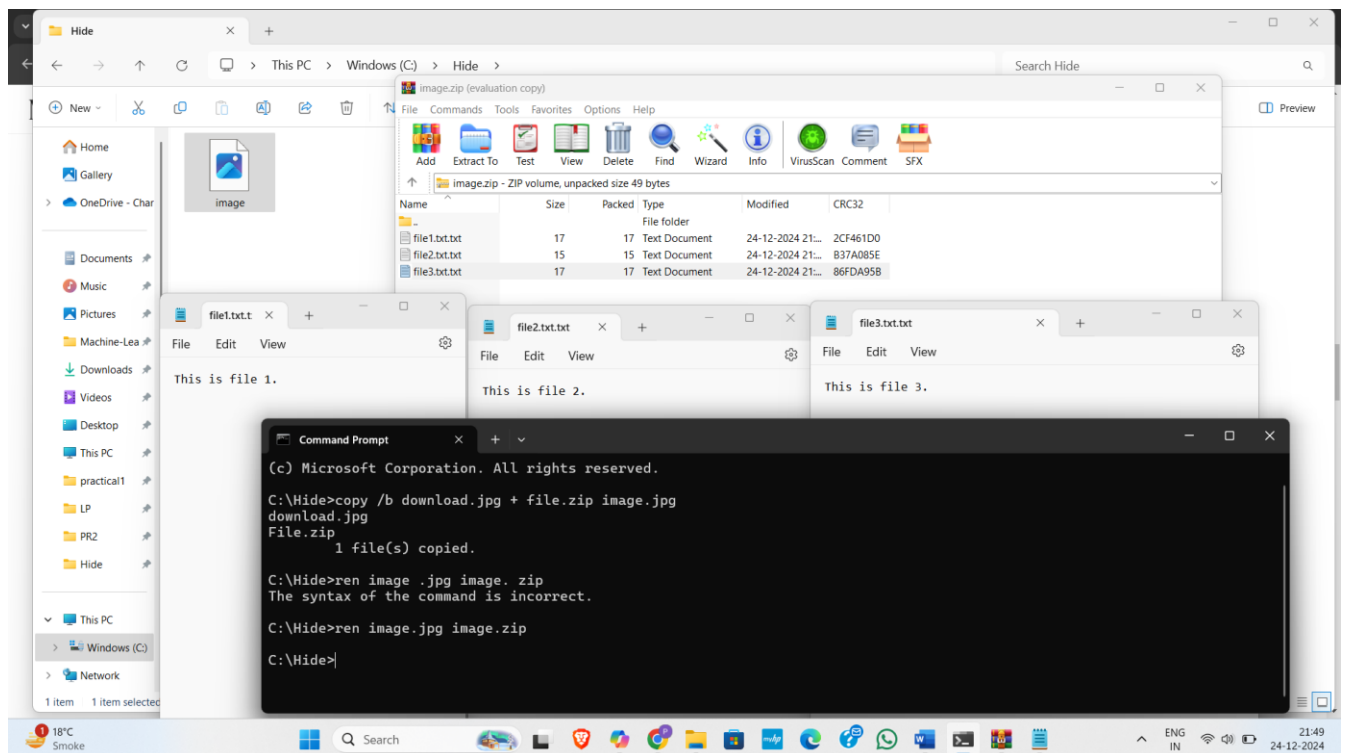 Hide
This PC > Windows (C:) > Hide >
Search Hide
New
Preview
Home
Gallery
OneDrive - Char
Documents
Music
Pictures
Machine-Lea
Downloads
Videos
Desktop
This PC
practical1
LP
PR2
Hide
This PC
Windows (C:)
Network
1 item 1 item selected
image
image.zip (evaluation copy)
File Commands Tools Favorites Options Help
Add Extract To Test View Delete Find Wizard Info VirusScan Comment SFX
image.zip - ZIP volume, unpacked size 49 bytes
Name Size Packed Type Modified CRC32
.. File folder
file1.txt.txt 17 17 Text Document 24-12-2024 21:... 2CF461D0
file2.txt.txt 15 15 Text Document 24-12-2024 21:... B37A085E
file3.txt.txt 17 17 Text Document 24-12-2024 21:... 86FDA95B
file1.txt.t
File Edit View
This is file 1.
file2.txt.txt
File Edit View
This is file 2.
file3.txt.txt
File Edit View
This is file 3.
Command Prompt
(c) Microsoft Corporation. All rights reserved.
C:\Hide>copy /b download.jpg + file.zip image.jpg
download.jpg
File.zip
1 file(s) copied.
C:\Hide>ren image .jpg image. zip
The syntax of the command is incorrect.
C:\Hide>ren image.jpg image.zip
C:\Hide>
1
18°C
Smoke
Search
ENG
IN
21:49
24-12-2024